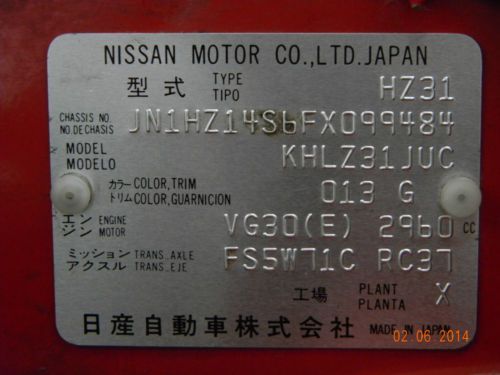 NISSAN MOTOR CO.,LTD.JAPAN
型式 TYPE TIPO HZ31
CHASSIS NO. NO.DE CHASIS JN1HZ14S6FX099484
MODEL MODELO KHLZ31JUC
カラー COLOR,TRIM トリム COLOR,GUARNICION 013 G
エンジン ENGINE MOTOR VG30(E) 2960 CC
ミッション TRANS. AXLE アクスル TRANS. EJE FS5W71C RC37
工場 PLANT PLANTA X
日産自動車株式会社 MADE IN JAPAN
02.06.2014